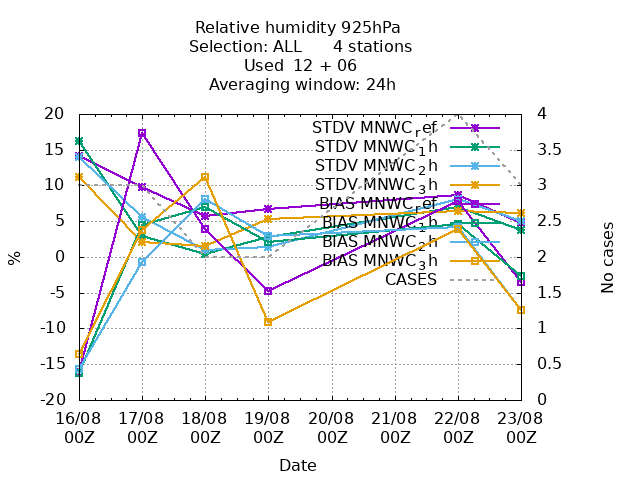 Relative humidity 925hPa
Selection: ALL 4 stations
Used 12 + 06
Averaging window: 24h
20
15
10
5
0
-5
-10
-15
-20
%
4
3.5
3
2.5
2
1.5
1
0.5
0
No cases
STDV MNWC_ref
STDV MNWC_1h
STDV MNWC_2h
STDV MNWC_3h
BIAS MNWC_ref
BIAS MNWC_1h
BIAS MNWC_2h
BIAS MNWC_3h
CASES
16/08 17/08 18/08 19/08 20/08 21/08 22/08 23/08
00Z 00Z 00Z 00Z 00Z 00Z 00Z 00Z
Date